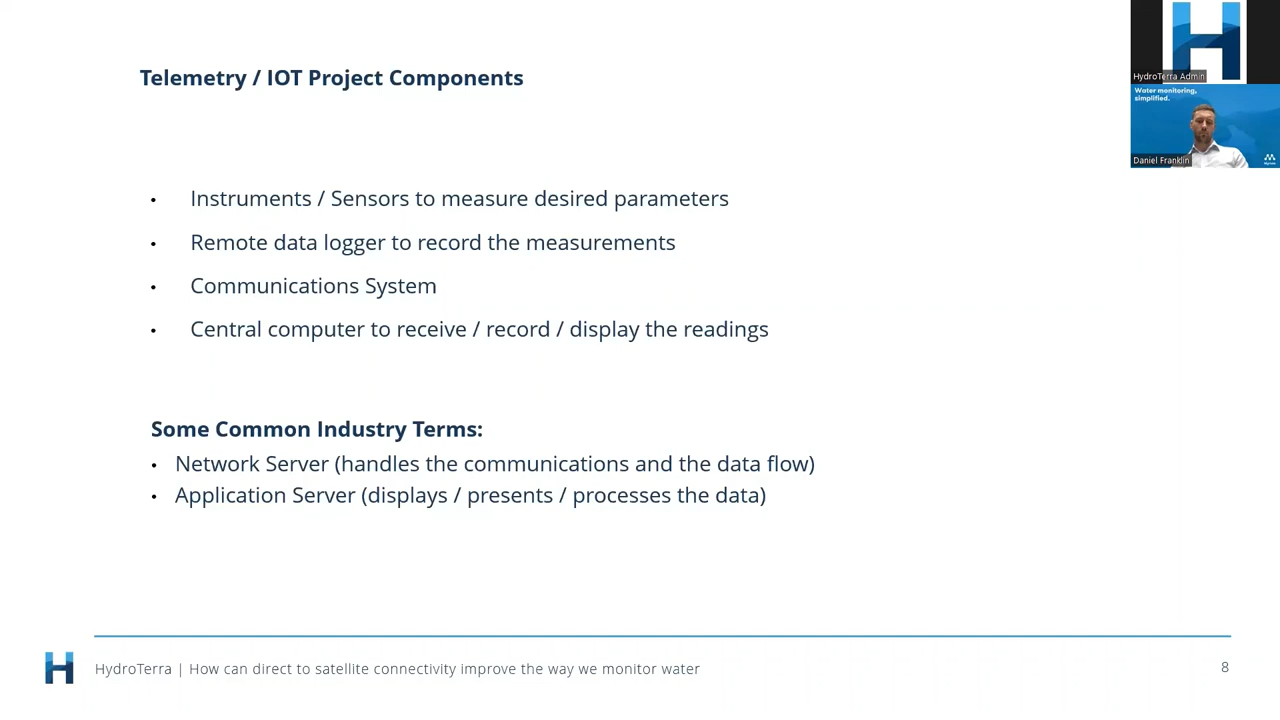 Telemetry / IOT Project Components
• Instruments / Sensors to measure desired parameters
• Remote data logger to record the measurements
• Communications System
• Central computer to receive / record / display the readings
Some Common Industry Terms:
• Network Server (handles the communications and the data flow)
• Application Server (displays / presents / processes the data)
HydroTerra | How can direct to satellite connectivity improve the way we monitor water
8
HydroTerra Admin
Water monitoring,
simplified.
Daniel Franklin